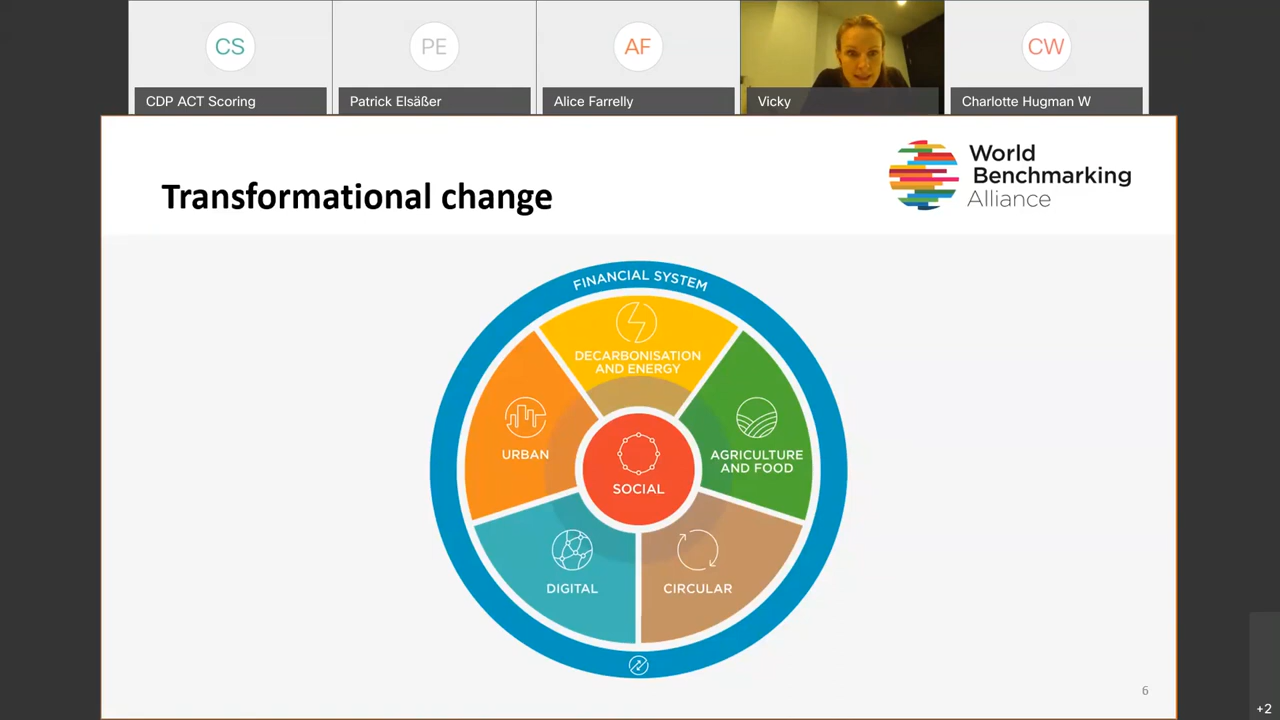 CS
PE
AF
CW
CDP ACT Scoring
Patrick Elsäßer
Alice Farrelly
Vicky
Charlotte Hugman W
World
Benchmarking
Alliance
Transformational change
FINANCIAL SYSTEM
DECARBONISATION
AND ENERGY
URBAN
AGRICULTURE
AND FOOD
SOCIAL
DIGITAL
CIRCULAR
6
+2